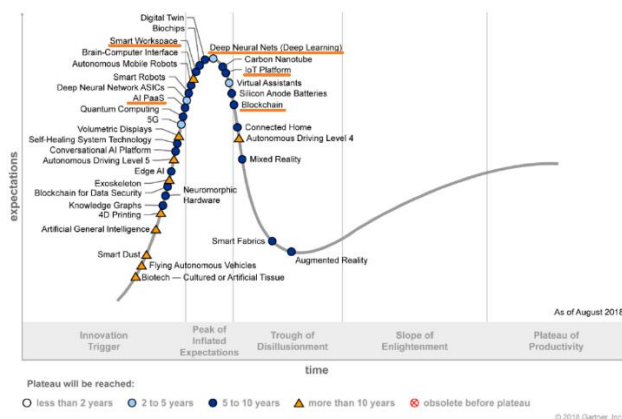 Digital Twin
Biochips
Smart Workspace
Brain-Computer Interface
Autonomous Mobile Robots
Smart Robots
Deep Neural Network ASICs
AI PaaS
Quantum Computing
5G
Volumetric Displays
Self-Healing System Technology
Conversational AI Platform
Autonomous Driving Level 5
Edge AI
Exoskeleton
Blockchain for Data Security
Neuromorphic
Hardware
Knowledge Graphs
4D Printing
Artificial General Intelligence
Smart Dust
Flying Autonomous Vehicles
Biotech — Cultured or Artificial Tissue
Deep Neural Nets (Deep Learning)
Carbon Nanotube
IoT Platform
Virtual Assistants
Silicon Anode Batteries
Blockchain
Connected Home
Autonomous Driving Level 4
Mixed Reality
Smart Fabrics
Augmented Reality
expectations
As of August 2018
Innovation
Trigger
Peak of
Inflated
Expectations
Trough of
Disillusionment
Slope of
Enlightenment
Plateau of
Productivity
time
Plateau will be reached:
less than 2 years
2 to 5 years
5 to 10 years
more than 10 years
obsolete before plateau
© 2018 Gartner, Inc.